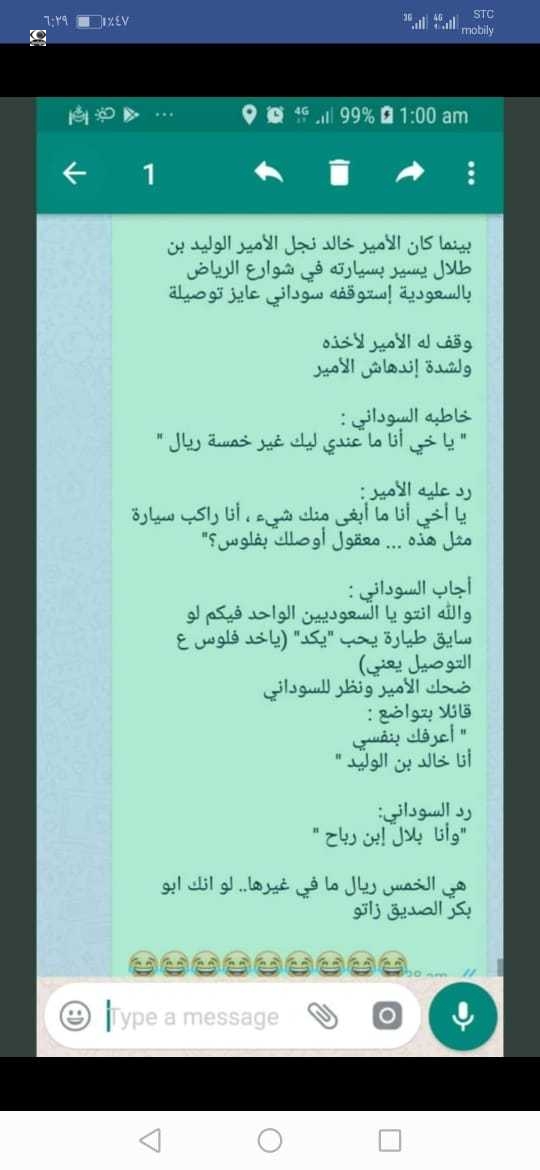 ٦:٢٩
٪٤٧
3G
4G
STC
mobily
4G
99%
1:00 am
1
بينما كان الأمير خالد نجل الأمير الوليد بن
طلال يسير بسيارته في شوارع الرياض
بالسعودية إستوقفه سوداني عايز توصيلة
وقف له الأمير لأخذه
ولشدة إندهاش الأمير
خاطبه السوداني :
" يا خي أنا ما عندي ليك غير خمسة ريال "
رد عليه الأمير :
يا أخي أنا ما أبغى منك شيء ، أنا راكب سيارة
مثل هذه ... معقول أوصلك بفلوس؟"
أجاب السوداني :
والله انتو يا السعوديين الواحد فيكم لو
سايق طيارة يحب "يكد" (ياخد فلوس ع
التوصيل يعني)
ضحك الأمير ونظر للسوداني
قائلا بتواضع :
" أعرفك بنفسي
أنا خالد بن الوليد "
رد السوداني:
"وأنا بلال إبن رباح "
هي الخمس ريال ما في غيرها.. لو انك ابو
بكر الصديق زاتو
😂😂😂😂😂😂😂😂😂
am
Type a message